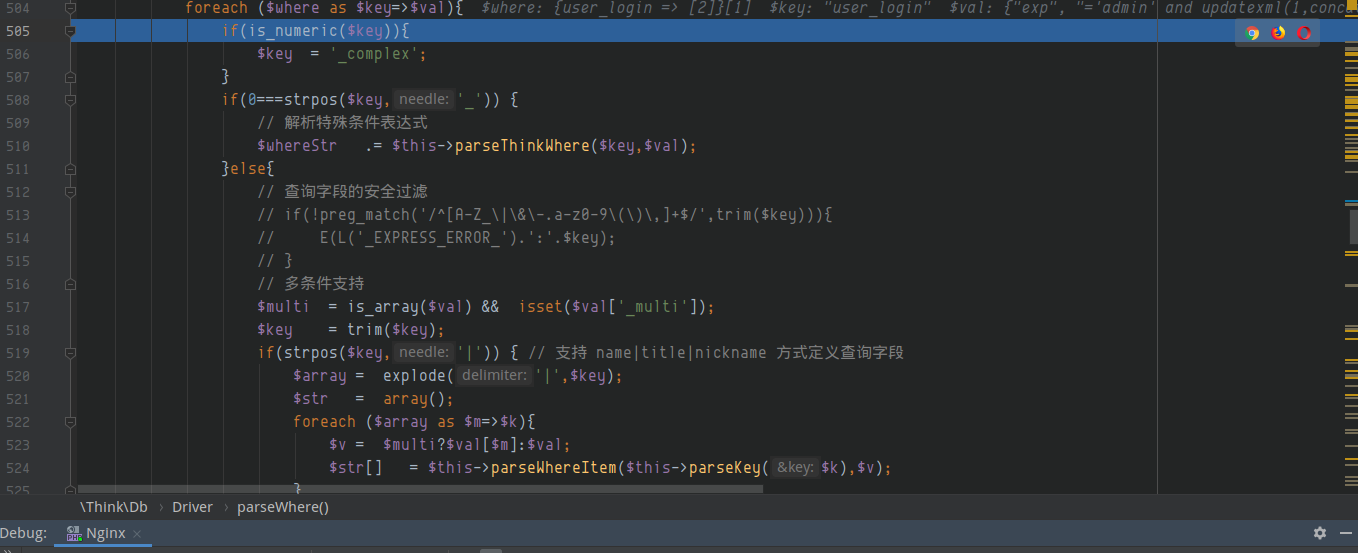 504 foreach ($where as $key=>$val){ $where: {user_login => [2]}[1] $key: "user_login" $val: {"exp", "='admin' and updatexml(1,conca
505 if(is_numeric($key)){
506 $key = '_complex';
507 }
508 if(0===strpos($key, needle: '_')) {
509 // 解析特殊条件表达式
510 $whereStr .= $this->parseThinkWhere($key,$val);
511 }else{
512 // 查询字段的安全过滤
513 // if(!preg_match('/^[A-Z_\|\&\-.a-z0-9\(\)\,]+$/',trim($key))){
514 // E(L('_EXPRESS_ERROR_').':'.$key);
515 // }
516 // 多条件支持
517 $multi = is_array($val) && isset($val['_multi']);
518 $key = trim($key);
519 if(strpos($key, needle: '|')) { // 支持 name|title|nickname 方式定义查询字段
520 $array = explode( delimiter: '|',$key);
521 $str = array();
522 foreach ($array as $m=>$k){
523 $v = $multi?$val[$m]:$val;
524 $str[] = $this->parseWhereItem($this->parseKey( &key: $k),$v);
525 }
\Think\Db › Driver › parseWhere()
Debug: Nginx ×